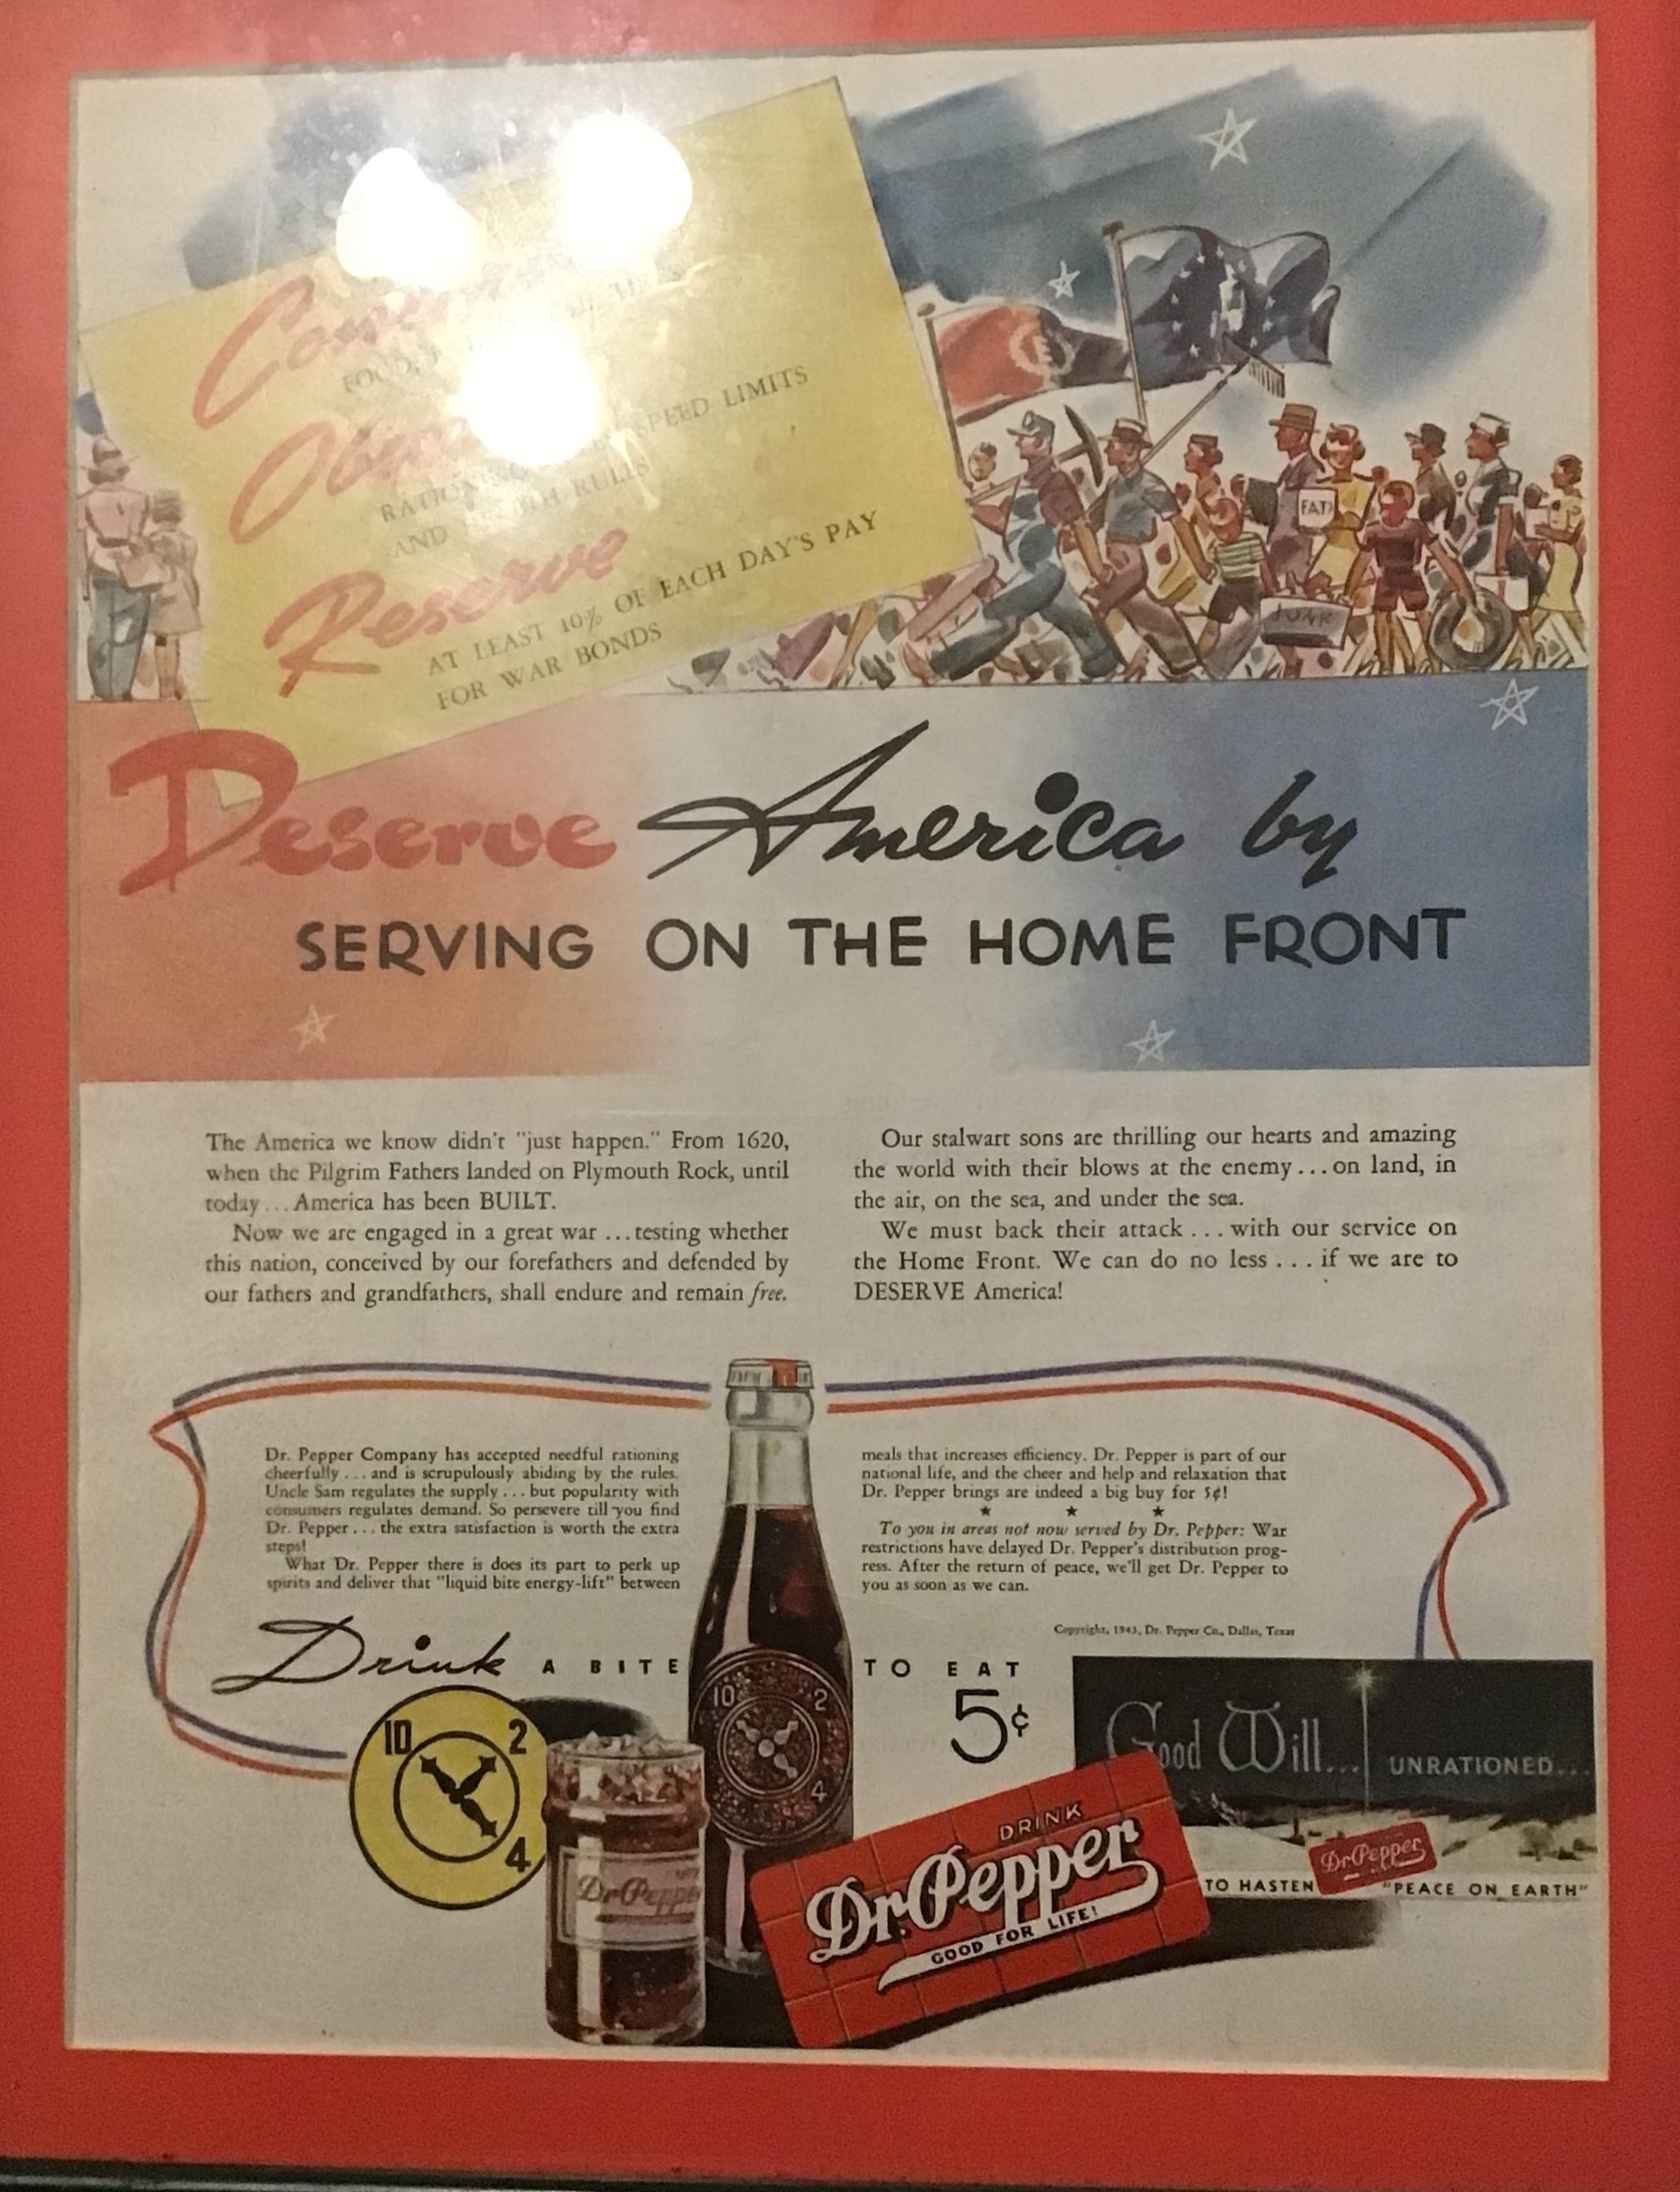 Conserve
FOOD,
Obey
RATIONING SPEED LIMITS
AND RULES
Reserve
AT LEAST 10% OF EACH DAY'S PAY
FOR WAR BONDS
FAT
JUNK
Deserve America by
SERVING ON THE HOME FRONT
The America we know didn't "just happen." From 1620,
when the Pilgrim Fathers landed on Plymouth Rock, until
today... America has been BUILT.
Now we are engaged in a great war ... testing whether
this nation, conceived by our forefathers and defended by
our fathers and grandfathers, shall endure and remain free.
Our stalwart sons are thrilling our hearts and amazing
the world with their blows at the enemy ... on land, in
the air, on the sea, and under the sea.
We must back their attack ... with our service on
the Home Front. We can do no less .... if we are to
DESERVE America!
Dr. Pepper Company has accepted needful rationing
cheerfully ... and is scrupulously abiding by the rules.
Uncle Sam regulates the supply ... but popularity with
consumers regulates demand. So persevere till you find
Dr. Pepper ... the extra satisfaction is worth the extra
steps!
What Dr. Pepper there is does its part to perk up
spirits and deliver that "liquid bite energy-lift" between
meals that increases efficiency. Dr. Pepper is part of our
national life, and the cheer and help and relaxation that
Dr. Pepper brings are indeed a big buy for 5¢!
★ ★ ★
To you in areas not now served by Dr. Pepper: War
restrictions have delayed Dr. Pepper's distribution prog-
ress. After the return of peace, we'll get Dr. Pepper to
you as soon as we can.
Copyright, 1943, Dr. Pepper Co., Dallas, Texas
Drink A BITE TO EAT
5¢
10 2
4
10 2
4
Dr. Pepper
DRINK
Dr. Pepper
GOOD FOR LIFE!
Good Will... UNRATIONED...
Dr. Pepper
TO HASTEN "PEACE ON EARTH"